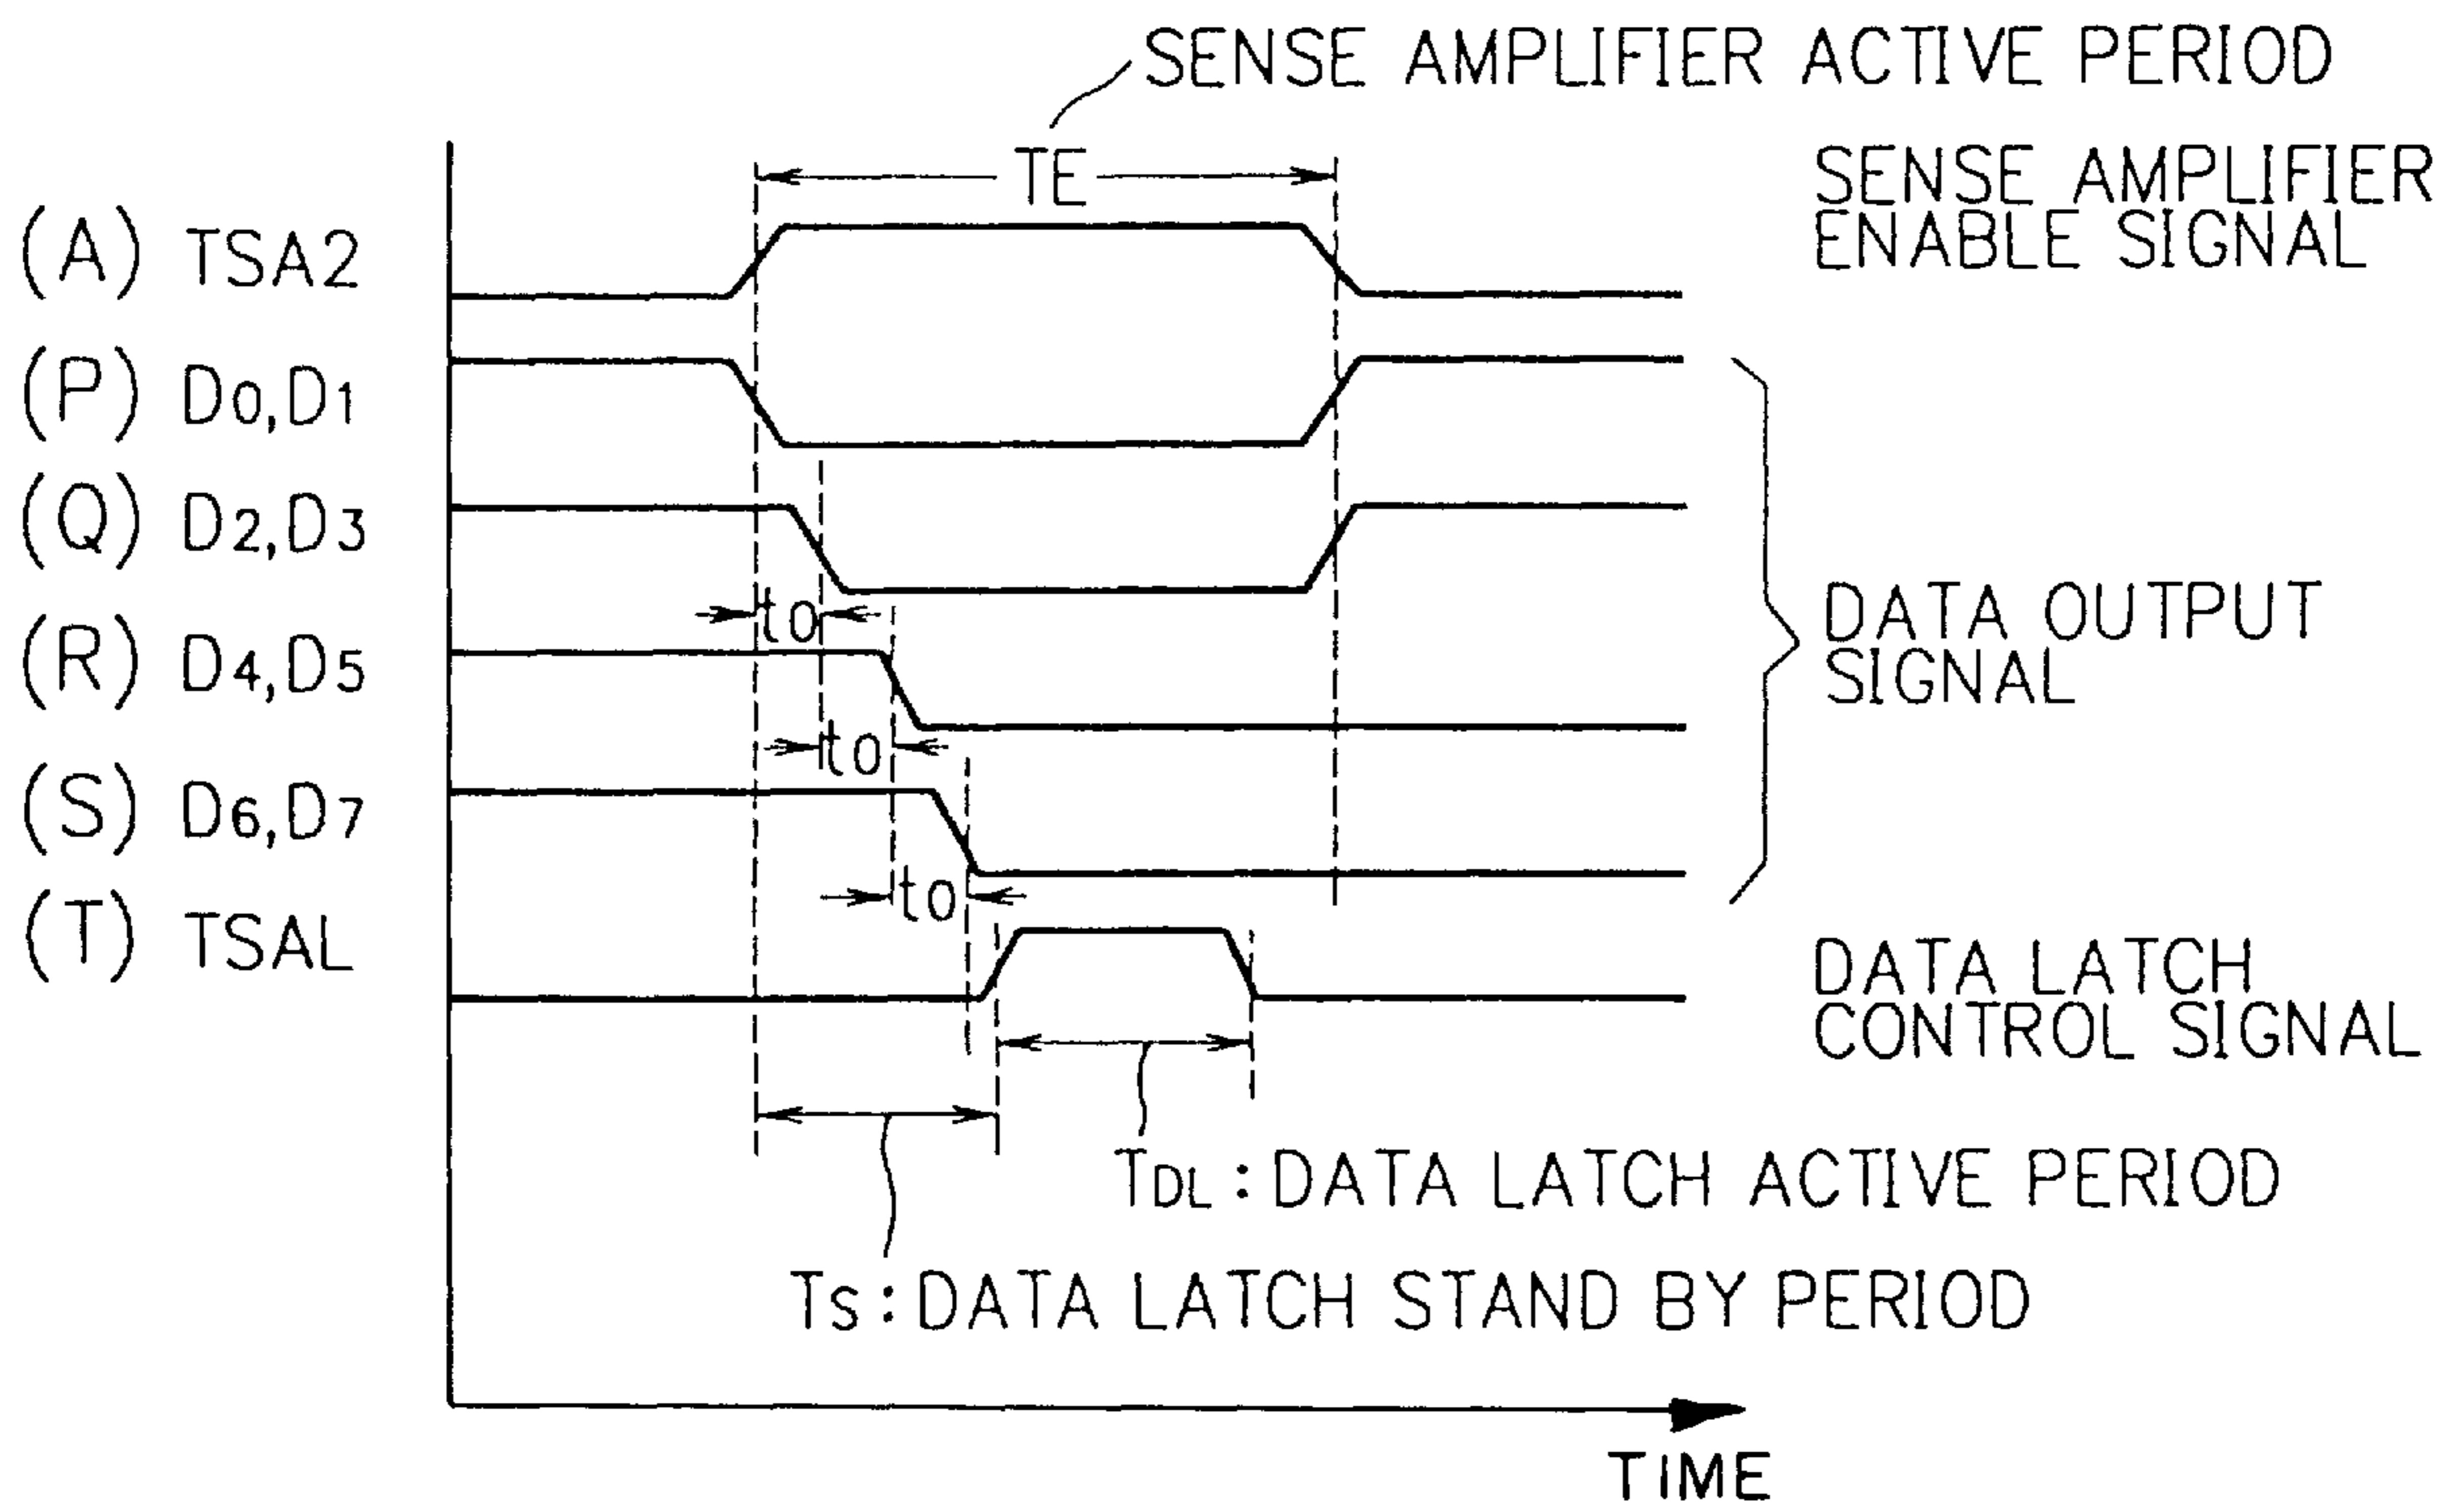 SENSE AMPLIFIER ACTIVE PERIOD
TE
SENSE AMPLIFIER
ENABLE SIGNAL
(A) TSA2
(P) D0,D1
(Q) D2,D3
to
(R) D4,D5
DATA OUTPUT
SIGNAL
to
(S) D6,D7
to
(T) TSAL
DATA LATCH
CONTROL SIGNAL
TDL : DATA LATCH ACTIVE PERIOD
TS : DATA LATCH STAND BY PERIOD
TIME